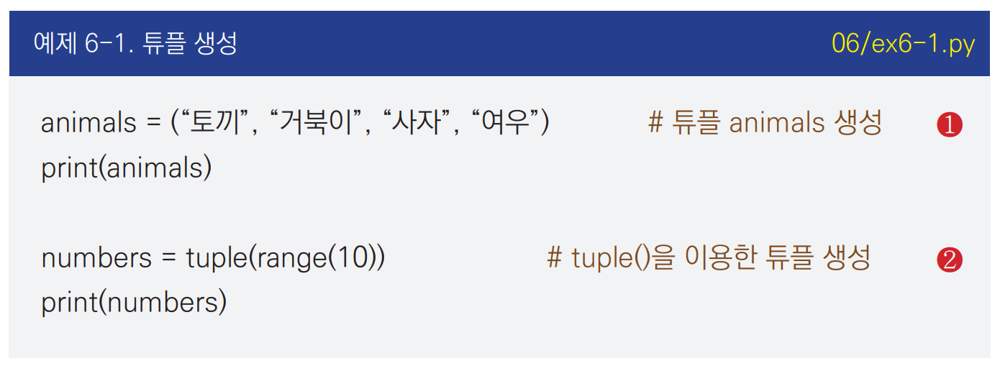 예제 6-1. 튜플 생성 06/ex6-1.py
animals = (“토끼”, “거북이”, “사자”, “여우”) # 튜플 animals 생성 ❶
print(animals)
numbers = tuple(range(10)) # tuple()을 이용한 튜플 생성 ❷
print(numbers)